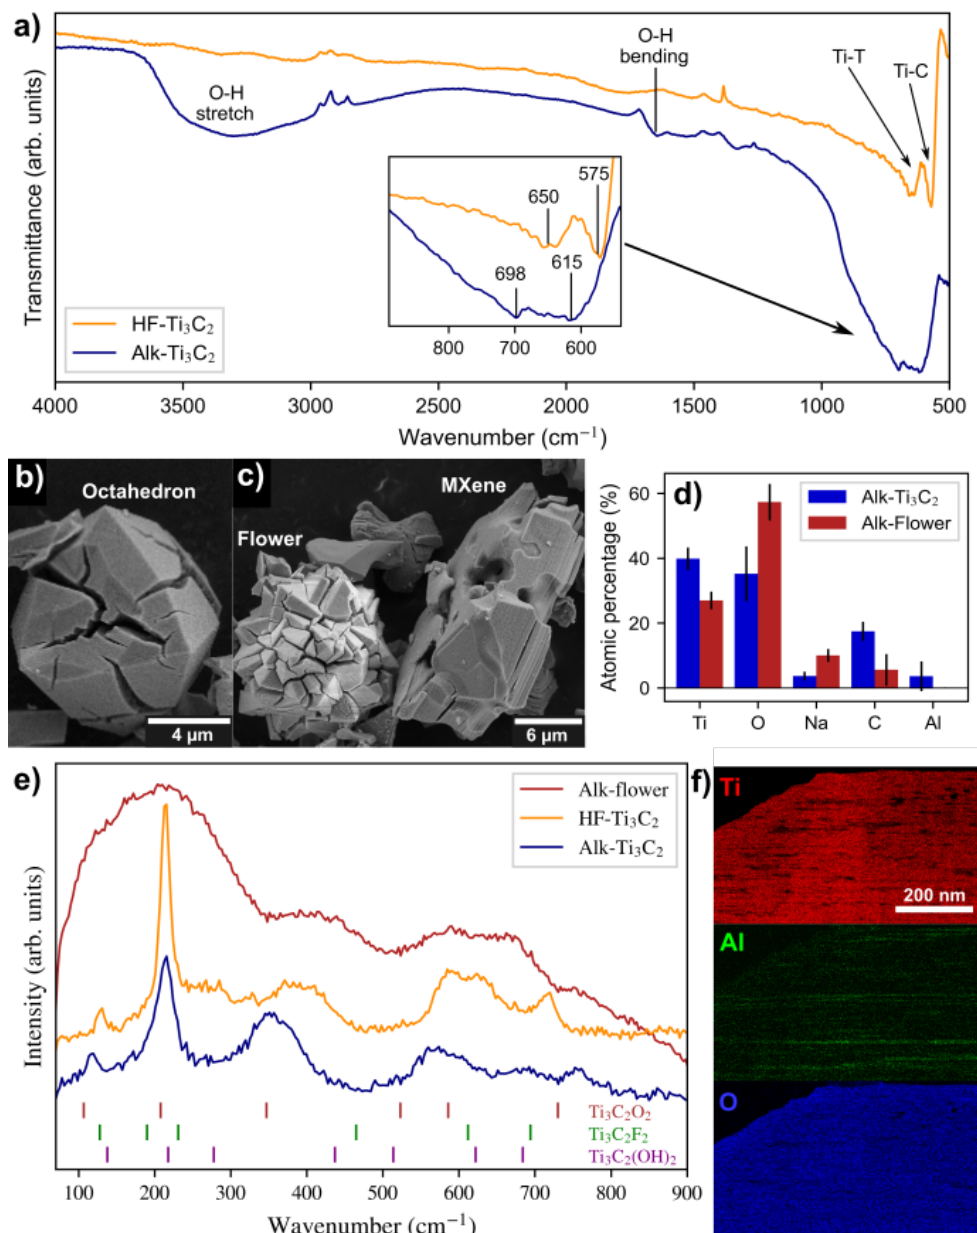 a)
Transmittance (arb. units)
O-H
stretch
O-H
bending
Ti-T
Ti-C
650
575
698
615
800
700
600
HF-Ti₃C₂
Alk-Ti₃C₂
4000
3500
3000
2500
2000
1500
1000
500
Wavenumber (cm⁻¹)
b)
Octahedron
4 µm
c)
MXene
Flower
6 µm
d)
Atomic percentage (%)
60
40
20
0
Alk-Ti₃C₂
Alk-Flower
Ti
O
Na
C
Al
e)
Intensity (arb. units)
Alk-flower
HF-Ti₃C₂
Alk-Ti₃C₂
Ti₃C₂O₂
Ti₃C₂F₂
Ti₃C₂(OH)₂
100
200
300
400
500
600
700
800
900
Wavenumber (cm⁻¹)
f)
Ti
200 nm
Al
O